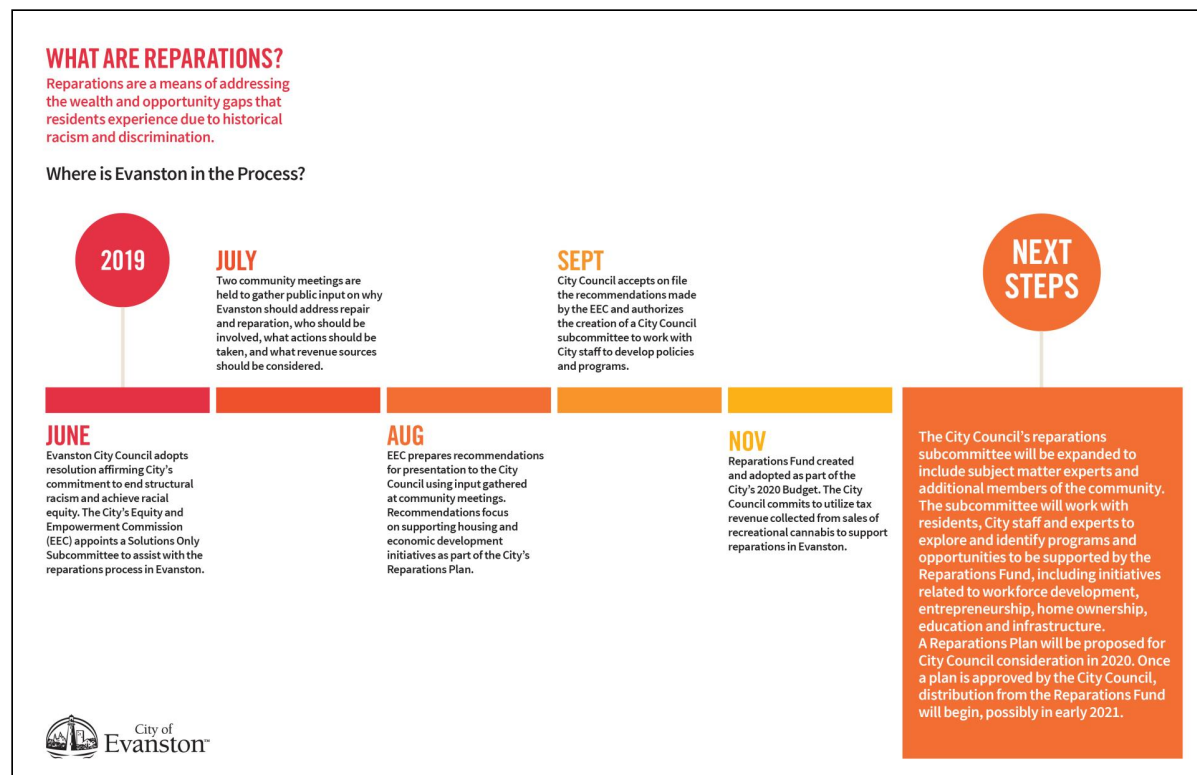 WHAT ARE REPARATIONS?
Reparations are a means of addressing
the wealth and opportunity gaps that
residents experience due to historical
racism and discrimination.
Where is Evanston in the Process?
2019
JUNE
Evanston City Council adopts
resolution affirming City’s
commitment to end structural
racism and achieve racial
equity. The City’s Equity and
Empowerment Commission
(EEC) appoints a Solutions Only
Subcommittee to assist with the
reparations process in Evanston.
JULY
Two community meetings are
held to gather public input on why
Evanston should address repair
and reparation, who should be
involved, what actions should be
taken, and what revenue sources
should be considered.
AUG
EEC prepares recommendations
for presentation to the City
Council using input gathered
at community meetings.
Recommendations focus
on supporting housing and
economic development
initiatives as part of the City’s
Reparations Plan.
SEPT
City Council accepts on file
the recommendations made
by the EEC and authorizes
the creation of a City Council
subcommittee to work with
City staff to develop policies
and programs.
NOV
Reparations Fund created
and adopted as part of the
City’s 2020 Budget. The City
Council commits to utilize tax
revenue collected from sales of
recreational cannabis to support
reparations in Evanston.
NEXT
STEPS
The City Council’s reparations
subcommittee will be expanded to
include subject matter experts and
additional members of the community.
The subcommittee will work with
residents, City staff and experts to
explore and identify programs and
opportunities to be supported by the
Reparations Fund, including initiatives
related to workforce development,
entrepreneurship, home ownership,
education and infrastructure.
A Reparations Plan will be proposed for
City Council consideration in 2020. Once
a plan is approved by the City Council,
distribution from the Reparations Fund
will begin, possibly in early 2021.
City of
Evanston™